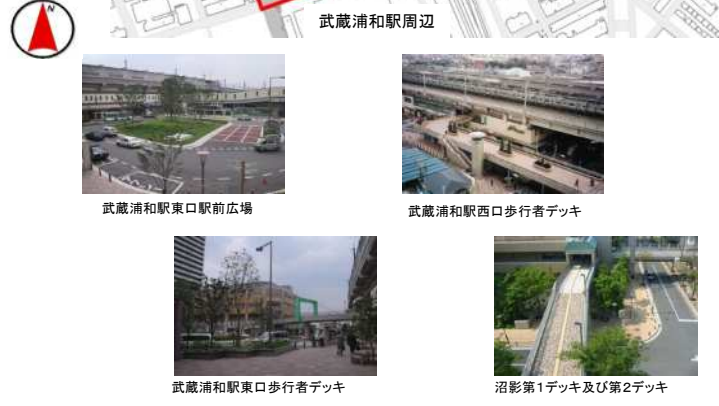 N
武蔵浦和駅周辺
武蔵浦和駅東口駅前広場
武蔵浦和駅西口歩行者デッキ
武蔵浦和駅東口歩行者デッキ
沼影第1デッキ及び第2デッキ